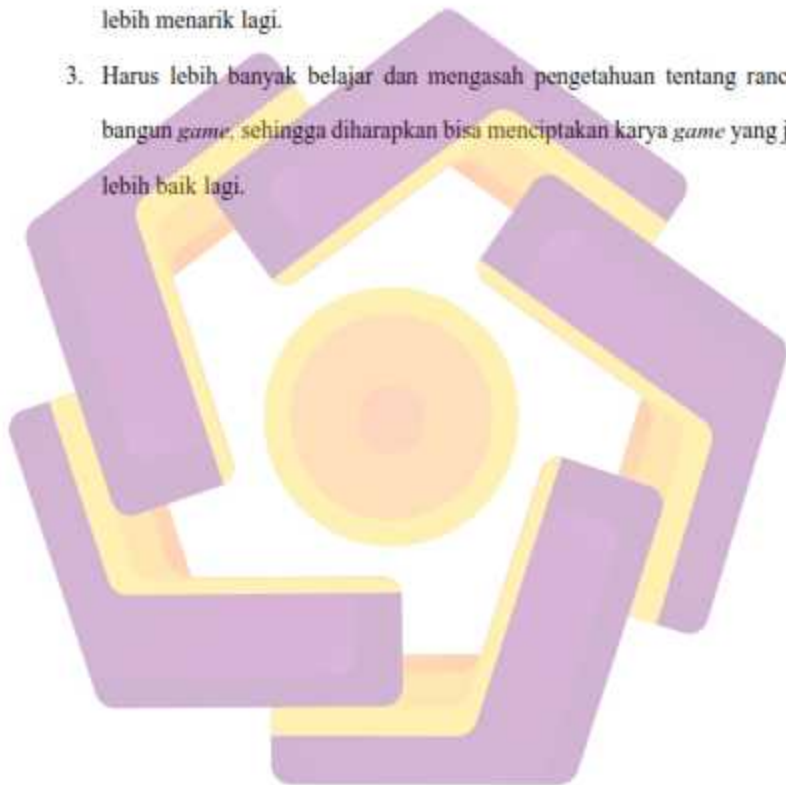 lebih menarik lagi.
3. Harus lebih banyak belajar dan mengasah pengetahuan tentang ranc
bangun game, sehingga diharapkan bisa menciptakan karya game yang j
lebih baik lagi.